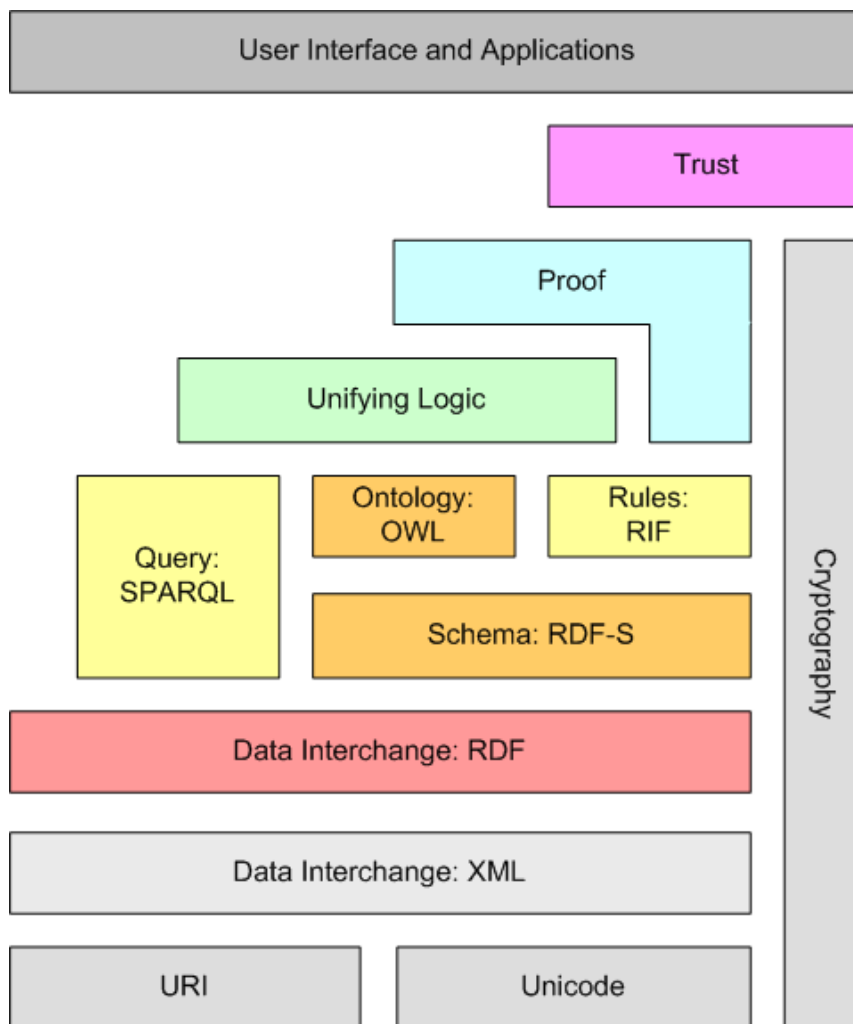 User Interface and Applications
Trust
Proof
Unifying Logic
Ontology:
OWL
Rules:
RIF
Query:
SPARQL
Schema: RDF-S
Cryptography
Data Interchange: RDF
Data Interchange: XML
URI
Unicode